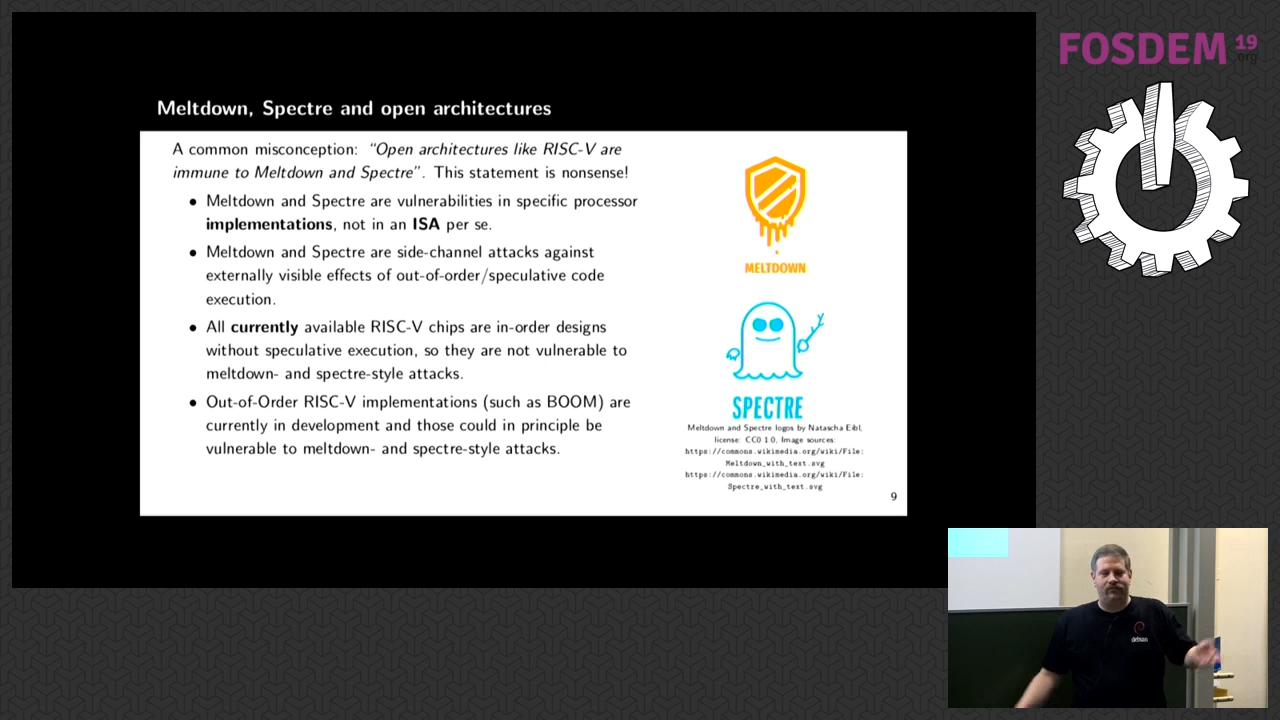 FOSDEM 19
.org
Meltdown, Spectre and open architectures
A common misconception: “Open architectures like RISC-V are
immune to Meltdown and Spectre”. This statement is nonsense!
• Meltdown and Spectre are vulnerabilities in specific processor
implementations, not in an ISA per se.
• Meltdown and Spectre are side-channel attacks against
externally visible effects of out-of-order/speculative code
execution.
• All currently available RISC-V chips are in-order designs
without speculative execution, so they are not vulnerable to
meltdown- and spectre-style attacks.
• Out-of-Order RISC-V implementations (such as BOOM) are
currently in development and those could in principle be
vulnerable to meltdown- and spectre-style attacks.
MELTDOWN
SPECTRE
Meltdown and Spectre logos by Natascha Eibl,
license: CC0 1.0, Image sources:
https://commons.wikimedia.org/wiki/File:
Meltdown_with_text.svg
https://commons.wikimedia.org/wiki/File:
Spectre_with_text.svg
9
debian